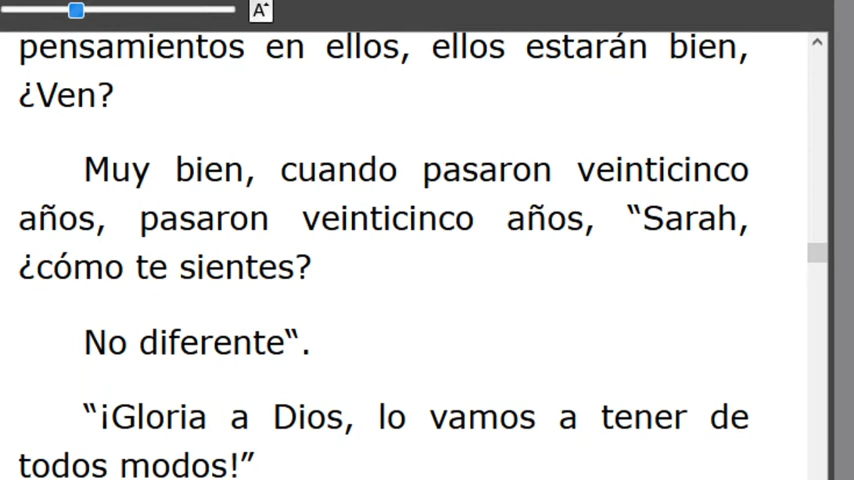 A
pensamientos en ellos, ellos estarán bien,
¿Ven?
Muy bien, cuando pasaron veinticinco
años, pasaron veinticinco años, “Sarah,
¿cómo te sientes?
No diferente“.
“¡Gloria a Dios, lo vamos a tener de
todos modos!”